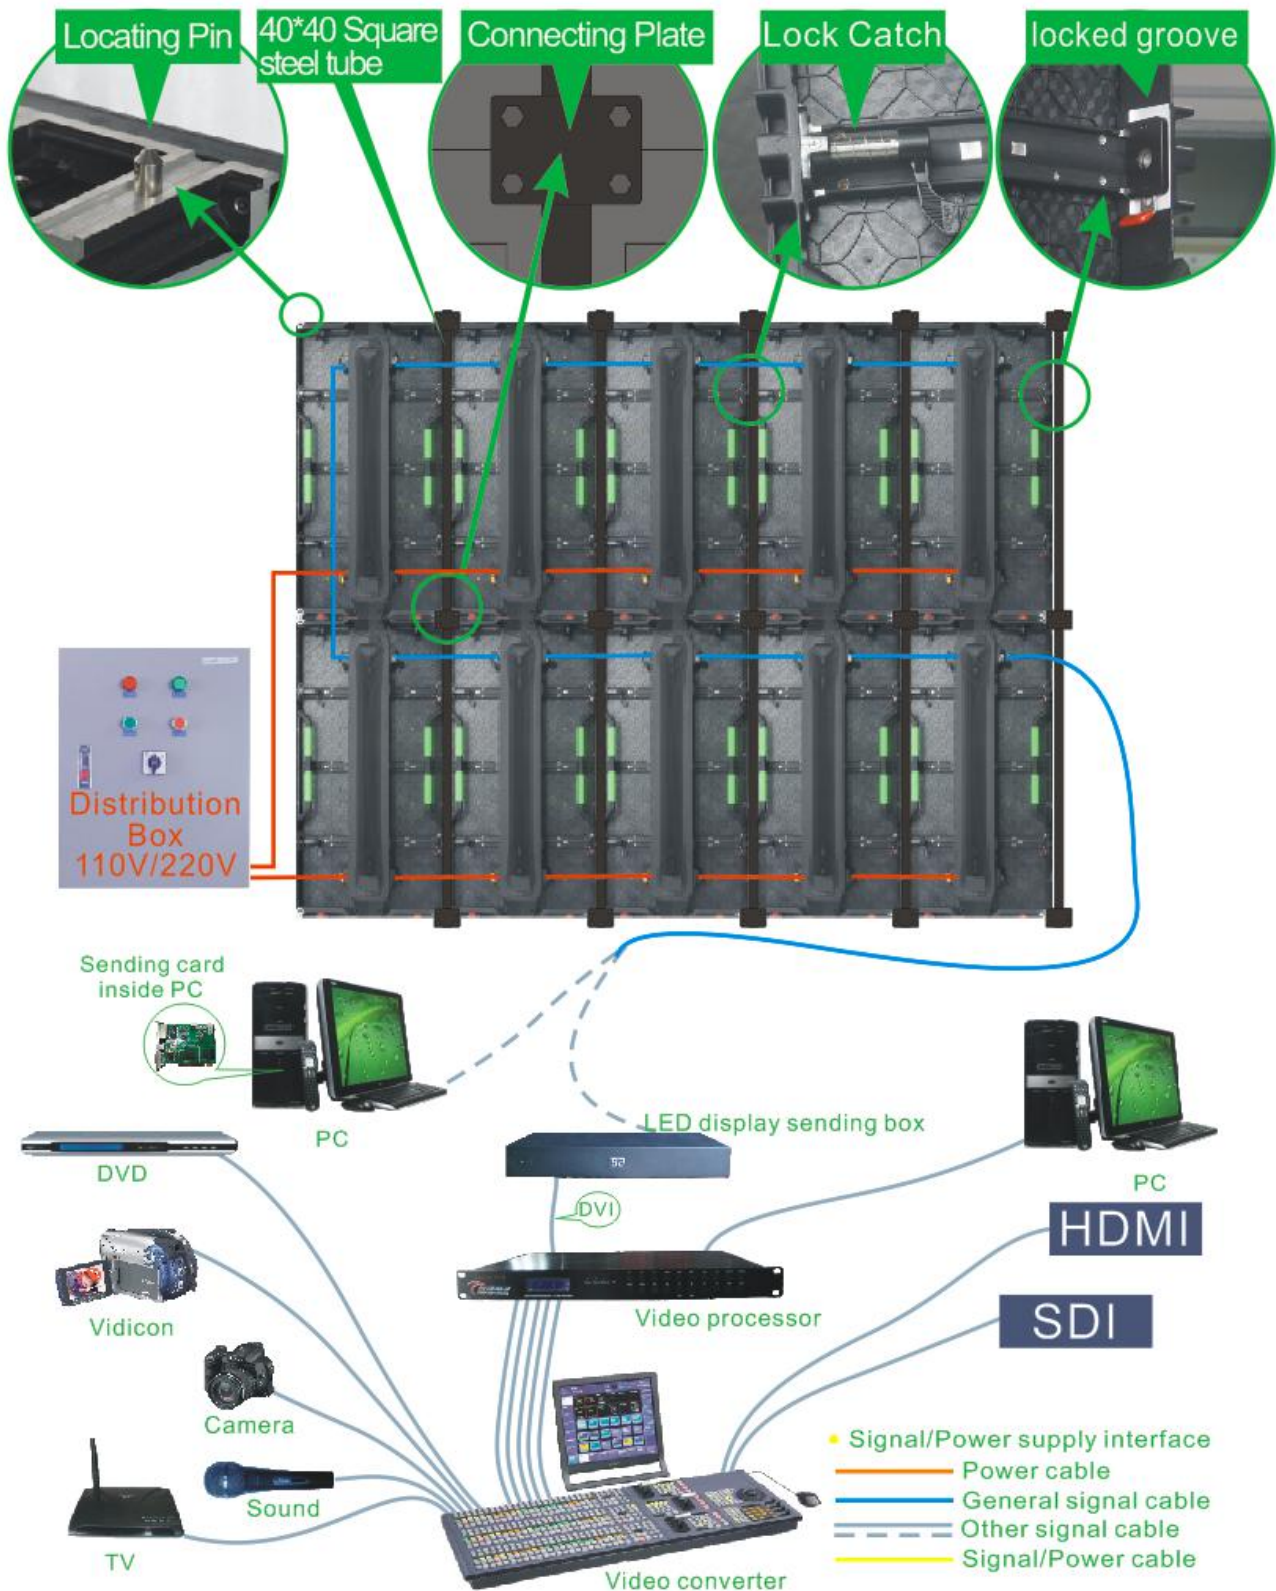 Locating Pin
40*40 Square
steel tube
Connecting Plate
Lock Catch
locked groove
Distribution
Box
110V/220V
Sending card
inside PC
PC
LED display sending box
DVD
DVI
PC
HDMI
Vidicon
Video processor
SDI
Camera
Sound
TV
Video converter
Signal/Power supply interface
Power cable
General signal cable
Other signal cable
Signal/Power cable